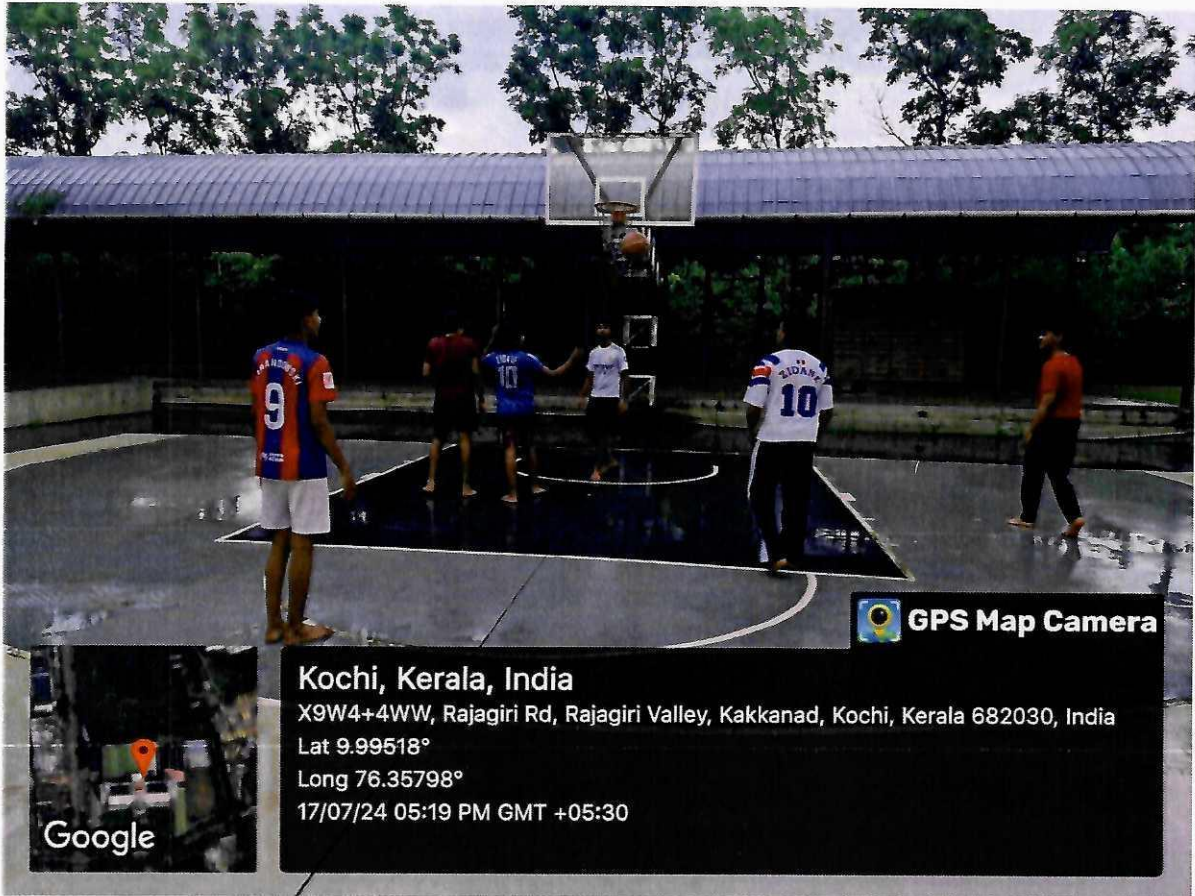 9
10
ZIDANE
10
GPS Map Camera
Kochi, Kerala, India
X9W4+4WW, Rajagiri Rd, Rajagiri Valley, Kakkanad, Kochi, Kerala 682030, India
Lat 9.99518°
Long 76.35798°
17/07/24 05:19 PM GMT +05:30
Google